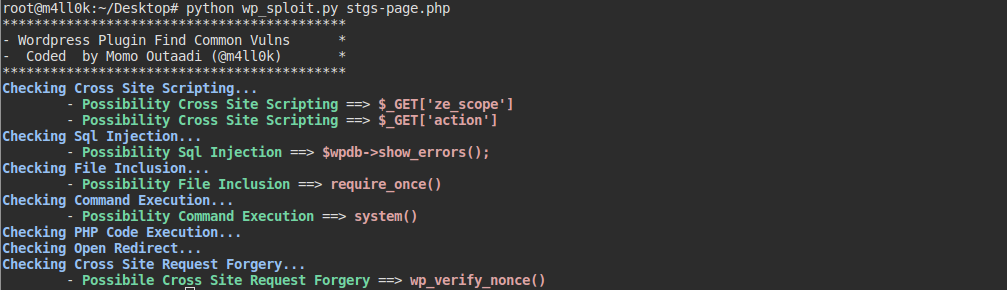 root@m4ll0k:~/Desktop# python wp_sploit.py stgs-page.php
*******************************************
- Wordpress Plugin Find Common Vulns      *
-  Coded  by Momo Outaadi (@m4ll0k)       *
*******************************************
Checking Cross Site Scripting...
        - Possibility Cross Site Scripting ==> $_GET['ze_scope']
        - Possibility Cross Site Scripting ==> $_GET['action']
Checking Sql Injection...
        - Possibility Sql Injection ==> $wpdb->show_errors();
Checking File Inclusion...
        - Possibility File Inclusion ==> require_once()
Checking Command Execution...
        - Possibility Command Execution ==> system()
Checking PHP Code Execution...
Checking Open Redirect...
Checking Cross Site Request Forgery...
        - Possibile Cross Site Request Forgery ==> wp_verify_nonce()